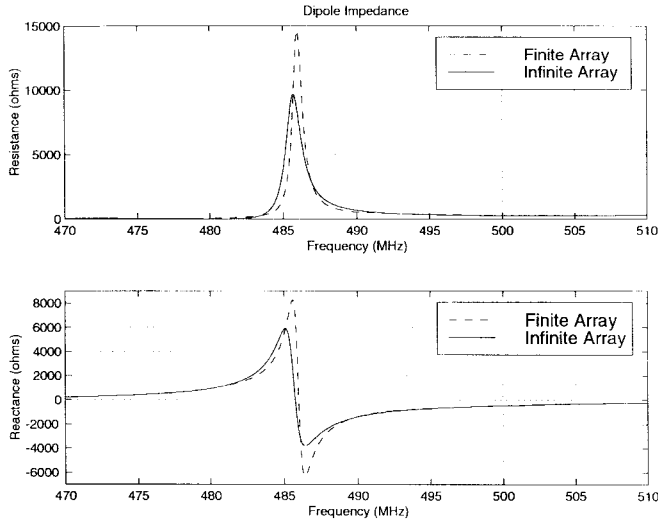 Dipole Impedance
15000
10000
5000
0
Resistance (ohms)
Finite Array
Infinite Array
470 475 480 485 490 495 500 505 510
Frequency (MHz)
8000
6000
4000
2000
0
-2000
-4000
-6000
Reactance (ohms)
Finite Array
Infinite Array
470 475 480 485 490 495 500 505 510
Frequency (MHz)